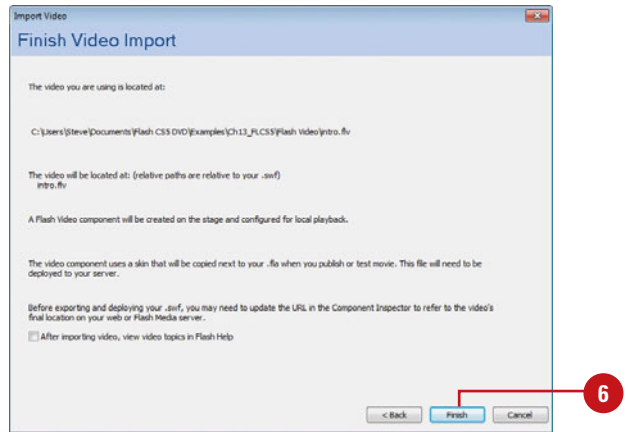 Import Video
Finish Video Import
The video you are using is located at:
C:\Users\Steve\Documents\Flash CS5 DVD\Examples\Ch13_FLCS5\Flash Video\intro.flv
The video will be located at: (relative paths are relative to your .swf)
intro.flv
A Flash Video component will be created on the stage and configured for local playback.
The video component uses a skin that will be copied next to your .fla when you publish or test movie. This file will need to be
deployed to your server.
Before exporting and deploying your .swf, you may need to update the URL in the Component Inspector to refer to the video's
final location on your web or Flash Media server.
After importing video, view video topics in Flash Help
< Back Finish Cancel
6